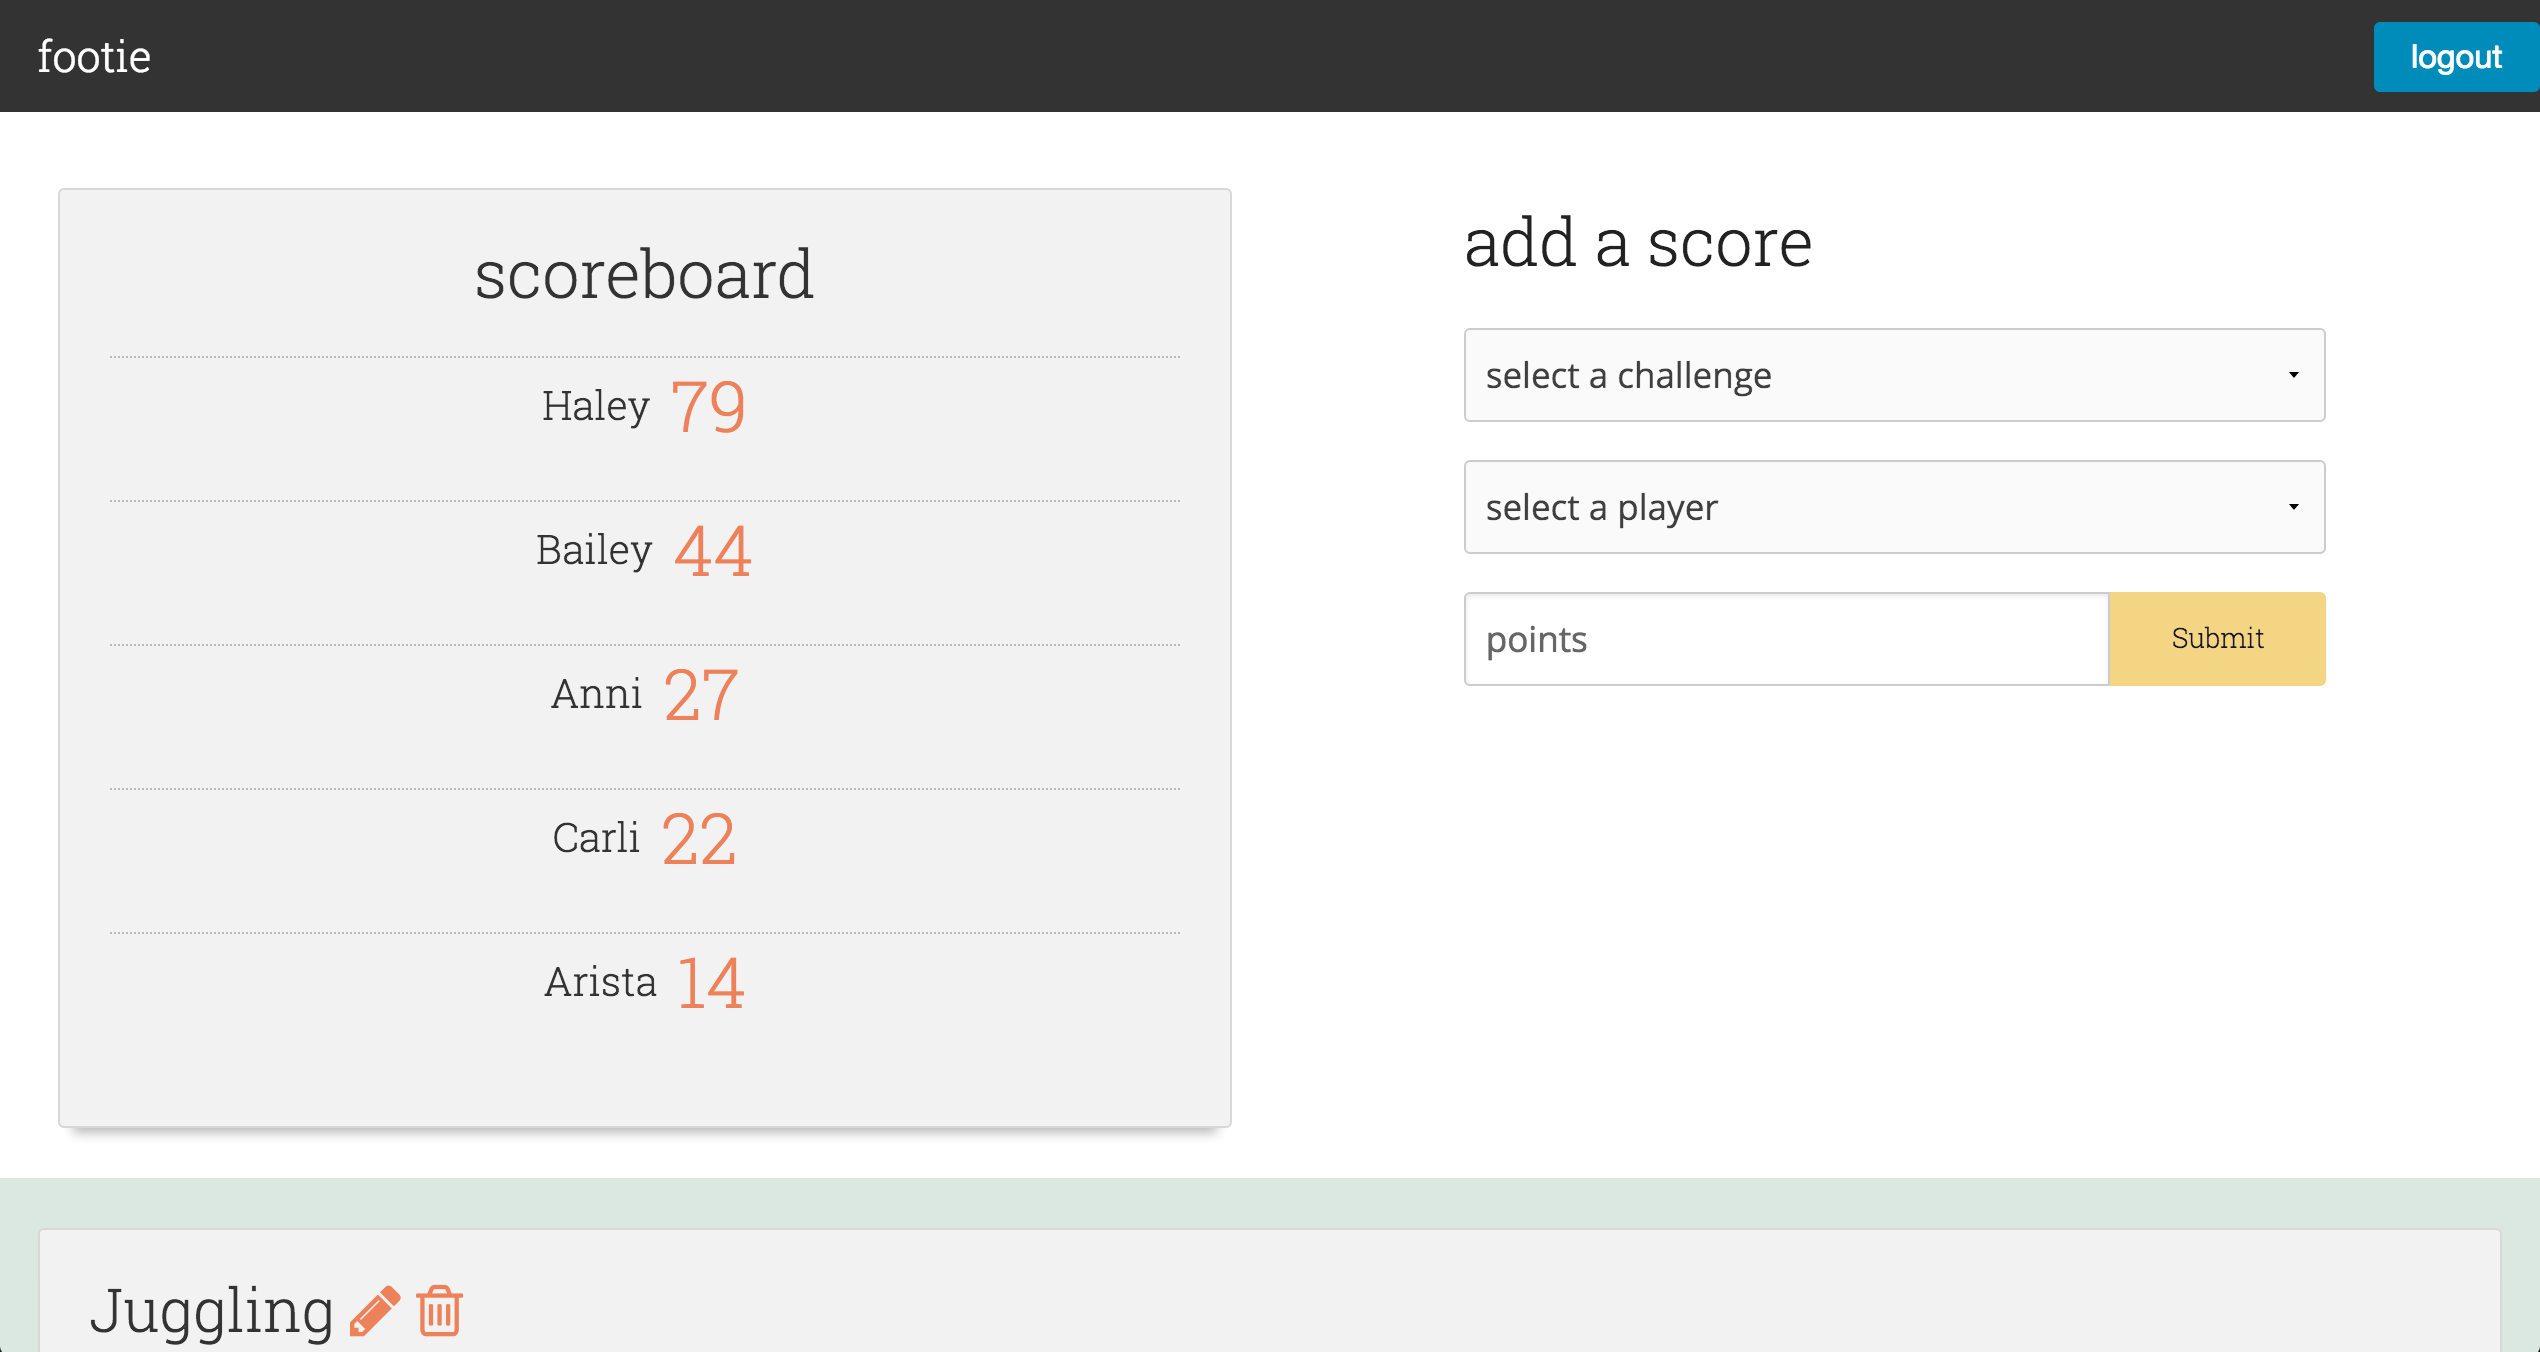 footie
logout
scoreboard
Haley 79
Bailey 44
Anni 27
Carli 22
Arista 14
add a score
select a challenge
select a player
points
Submit
Juggling